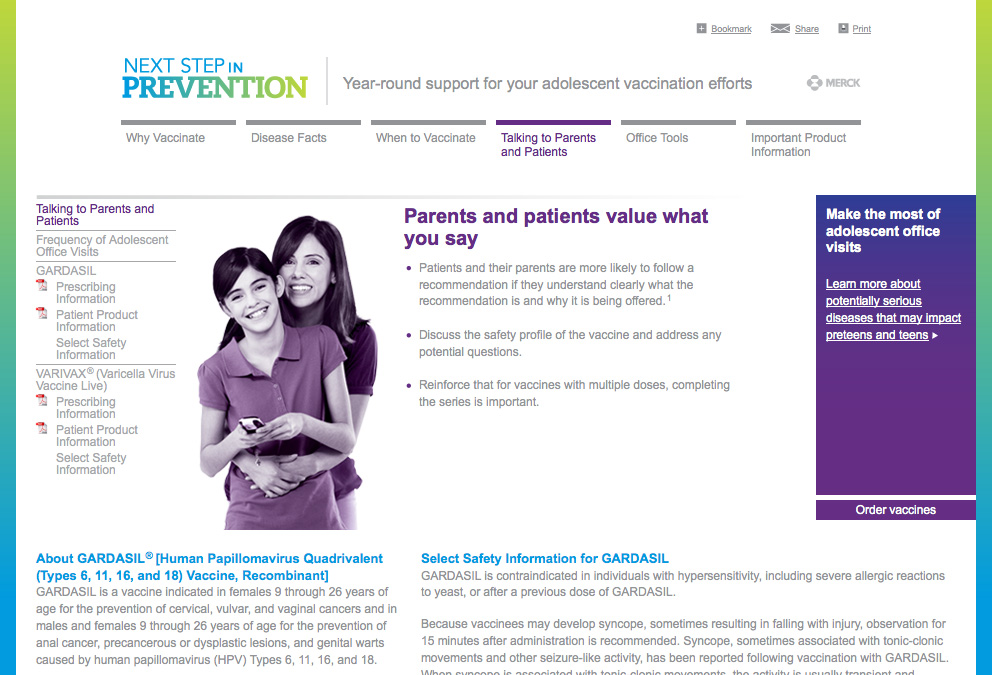 Bookmark
Share
Print
NEXT STEP IN
PREVENTION
Year-round support for your adolescent vaccination efforts
MERCK
Why Vaccinate
Disease Facts
When to Vaccinate
Talking to Parents
and Patients
Office Tools
Important Product
Information
Talking to Parents and
Patients
Frequency of Adolescent
Office Visits
GARDASIL
Prescribing
Information
Patient Product
Information
Select Safety
Information
VARIVAX® (Varicella Virus
Vaccine Live)
Prescribing
Information
Patient Product
Information
Select Safety
Information
Parents and patients value what
you say
• Patients and their parents are more likely to follow a
recommendation if they understand clearly what the
recommendation is and why it is being offered.1
• Discuss the safety profile of the vaccine and address any
potential questions.
• Reinforce that for vaccines with multiple doses, completing
the series is important.
Make the most of
adolescent office
visits
Learn more about
potentially serious
diseases that may impact
preteens and teens
Order vaccines
About GARDASIL® [Human Papillomavirus Quadrivalent
(Types 6, 11, 16, and 18) Vaccine, Recombinant]
GARDASIL is a vaccine indicated in females 9 through 26 years of
age for the prevention of cervical, vulvar, and vaginal cancers and in
males and females 9 through 26 years of age for the prevention of
anal cancer, precancerous or dysplastic lesions, and genital warts
caused by human papillomavirus (HPV) Types 6, 11, 16, and 18.
Select Safety Information for GARDASIL
GARDASIL is contraindicated in individuals with hypersensitivity, including severe allergic reactions
to yeast, or after a previous dose of GARDASIL.
Because vaccinees may develop syncope, sometimes resulting in falling with injury, observation for
15 minutes after administration is recommended. Syncope, sometimes associated with tonic-clonic
movements and other seizure-like activity, has been reported following vaccination with GARDASIL.
When syncope is associated with tonic-clonic movements, the activity is usually transient and